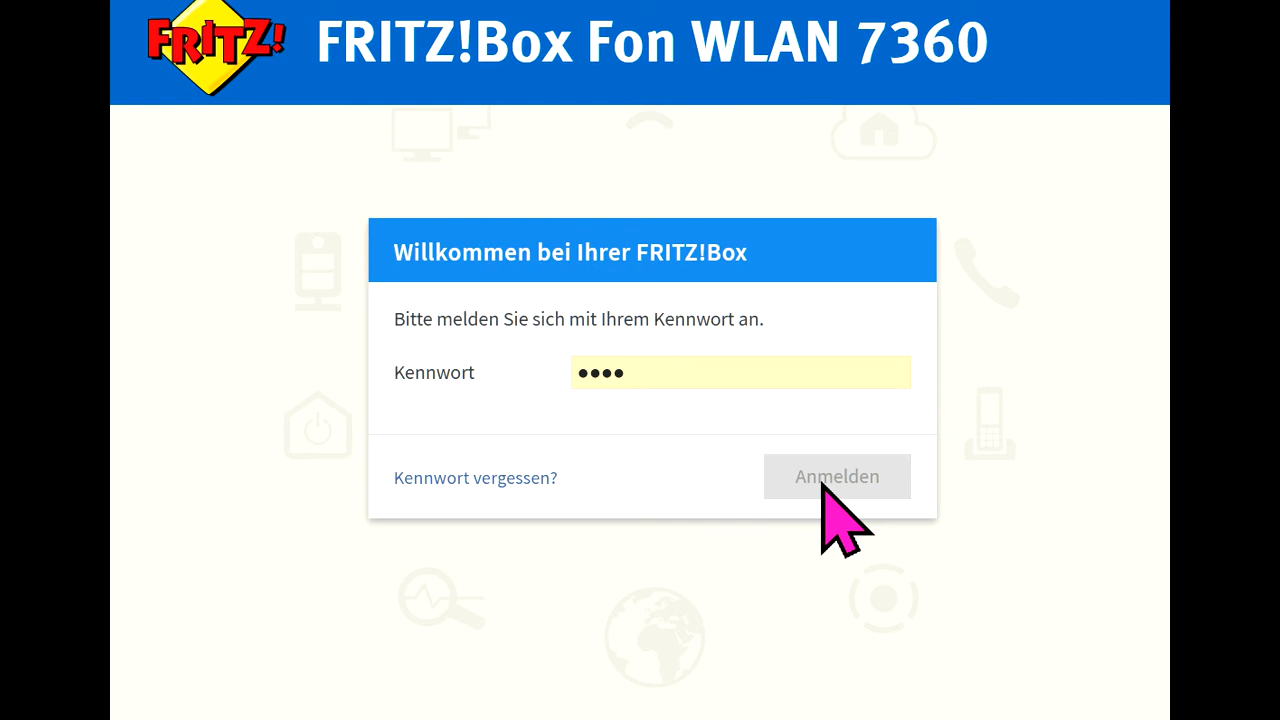 FRITZ!
FRITZ!Box Fon WLAN 7360
Willkommen bei Ihrer FRITZ!Box
Bitte melden Sie sich mit Ihrem Kennwort an.
Kennwort ●●●●
Kennwort vergessen? Anmelden